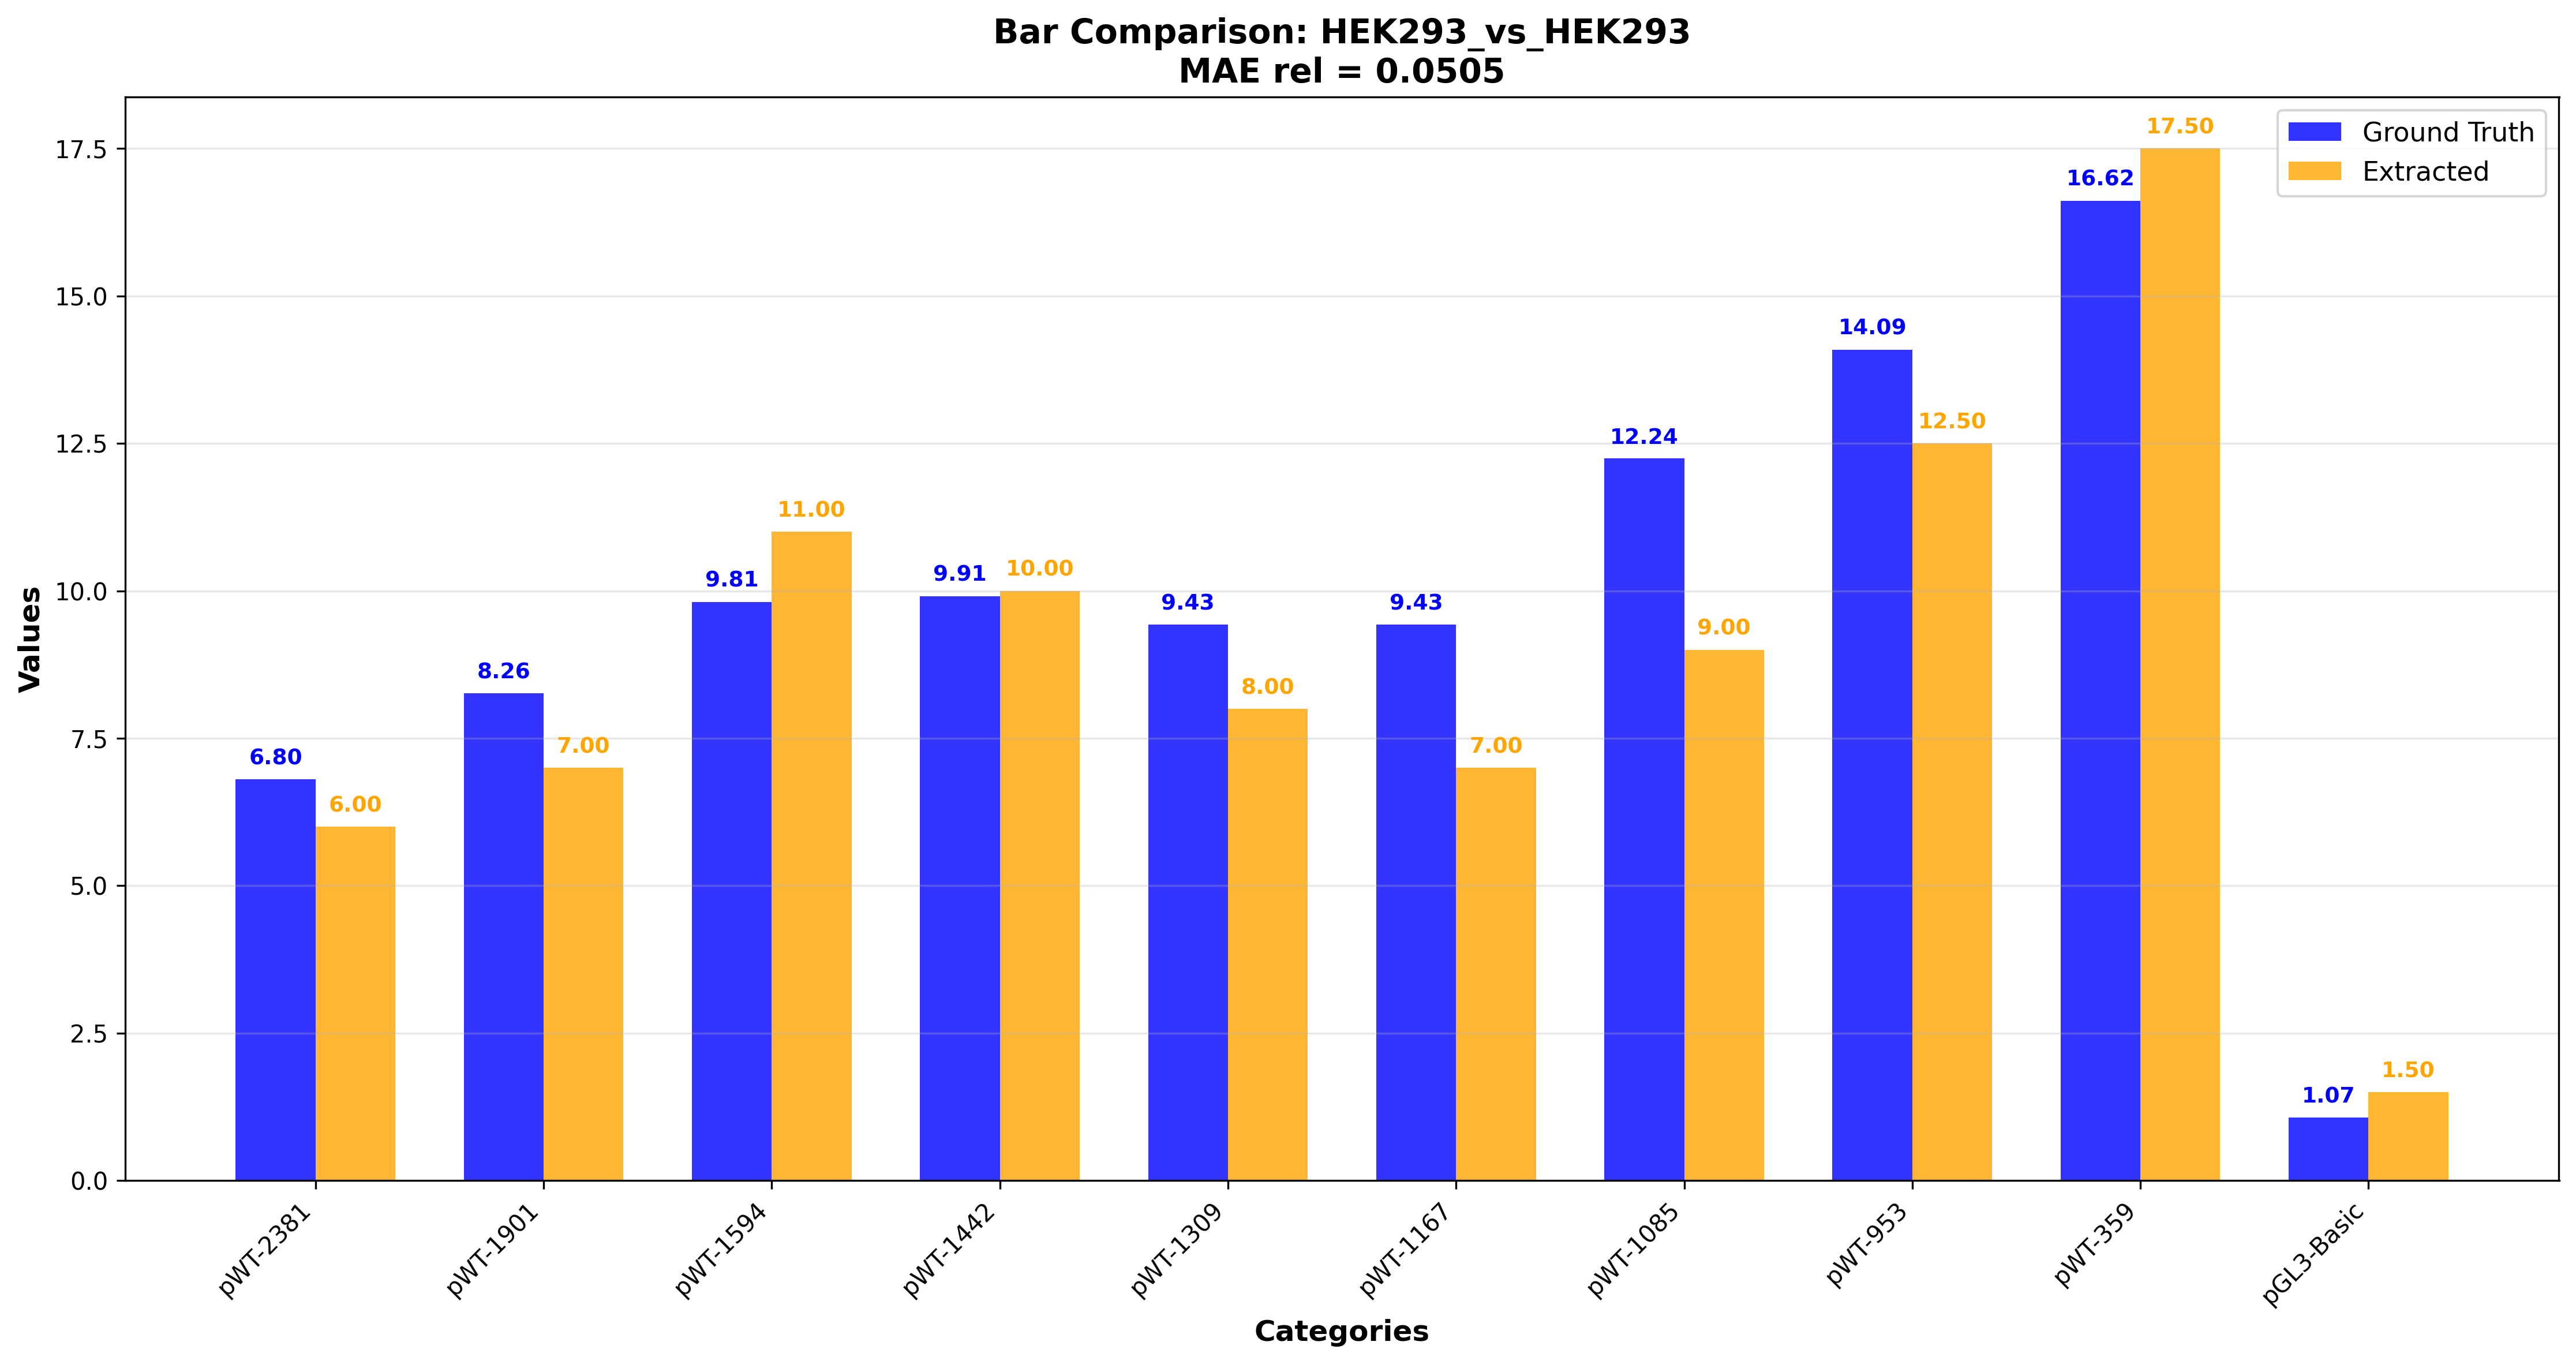 Bar Comparison: HEK293_vs_HEK293
MAE rel = 0.0505
Ground Truth
Extracted
Values
17.5
15.0
12.5
10.0
7.5
5.0
2.5
0.0
6.80
6.00
8.26
7.00
9.81
11.00
9.91
10.00
9.43
8.00
9.43
7.00
12.24
9.00
14.09
12.50
16.62
17.50
1.07
1.50
pWT-2381
pWT-1901
pWT-1594
pWT-1442
pWT-1309
pWT-1167
pWT-1085
pWT-953
pWT-359
pGL3-Basic
Categories